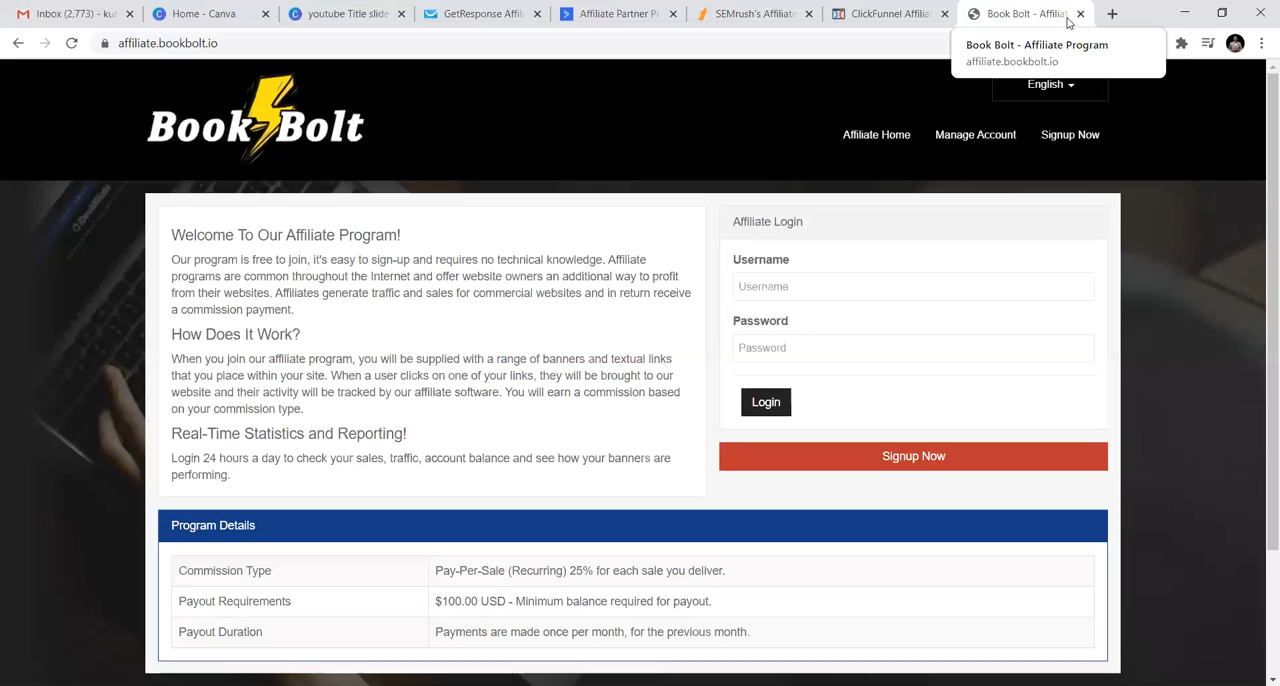 Inbox (2,773) - kur
Home - Canva
youtube Title slide
GetResponse Affili
Affiliate Partner Pr
SEMrush's Affiliate
ClickFunnel Affiliat
Book Bolt - Affiliat
affiliate.bookbolt.io
Book Bolt - Affiliate Program
affiliate.bookbolt.io
English
Book Bolt
Affiliate Home
Manage Account
Signup Now
Welcome To Our Affiliate Program!
Our program is free to join, it's easy to sign-up and requires no technical knowledge. Affiliate
programs are common throughout the Internet and offer website owners an additional way to profit
from their websites. Affiliates generate traffic and sales for commercial websites and in return receive
a commission payment.
How Does It Work?
When you join our affiliate program, you will be supplied with a range of banners and textual links
that you place within your site. When a user clicks on one of your links, they will be brought to our
website and their activity will be tracked by our affiliate software. You will earn a commission based
on your commission type.
Real-Time Statistics and Reporting!
Login 24 hours a day to check your sales, traffic, account balance and see how your banners are
performing.
Affiliate Login
Username
Username
Password
Password
Login
Signup Now
Program Details
Commission Type
Pay-Per-Sale (Recurring) 25% for each sale you deliver.
Payout Requirements
$100.00 USD - Minimum balance required for payout.
Payout Duration
Payments are made once per month, for the previous month.